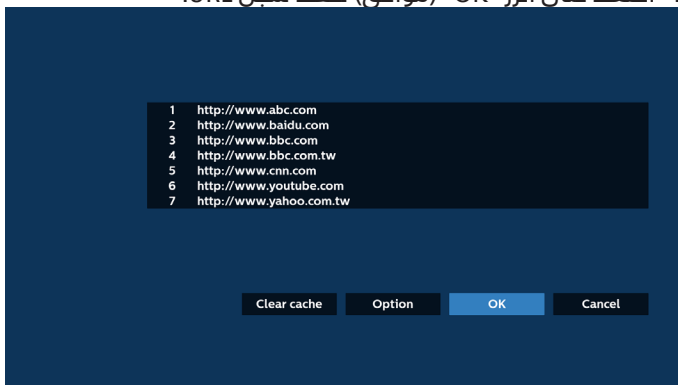 1 http://www.abc.com
2 http://www.baidu.com
3 http://www.bbc.com
4 http://www.bbc.com.tw
5 http://www.cnn.com
6 http://www.youtube.com
7 http://www.yahoo.com.tw
Clear cache Option OK Cancel